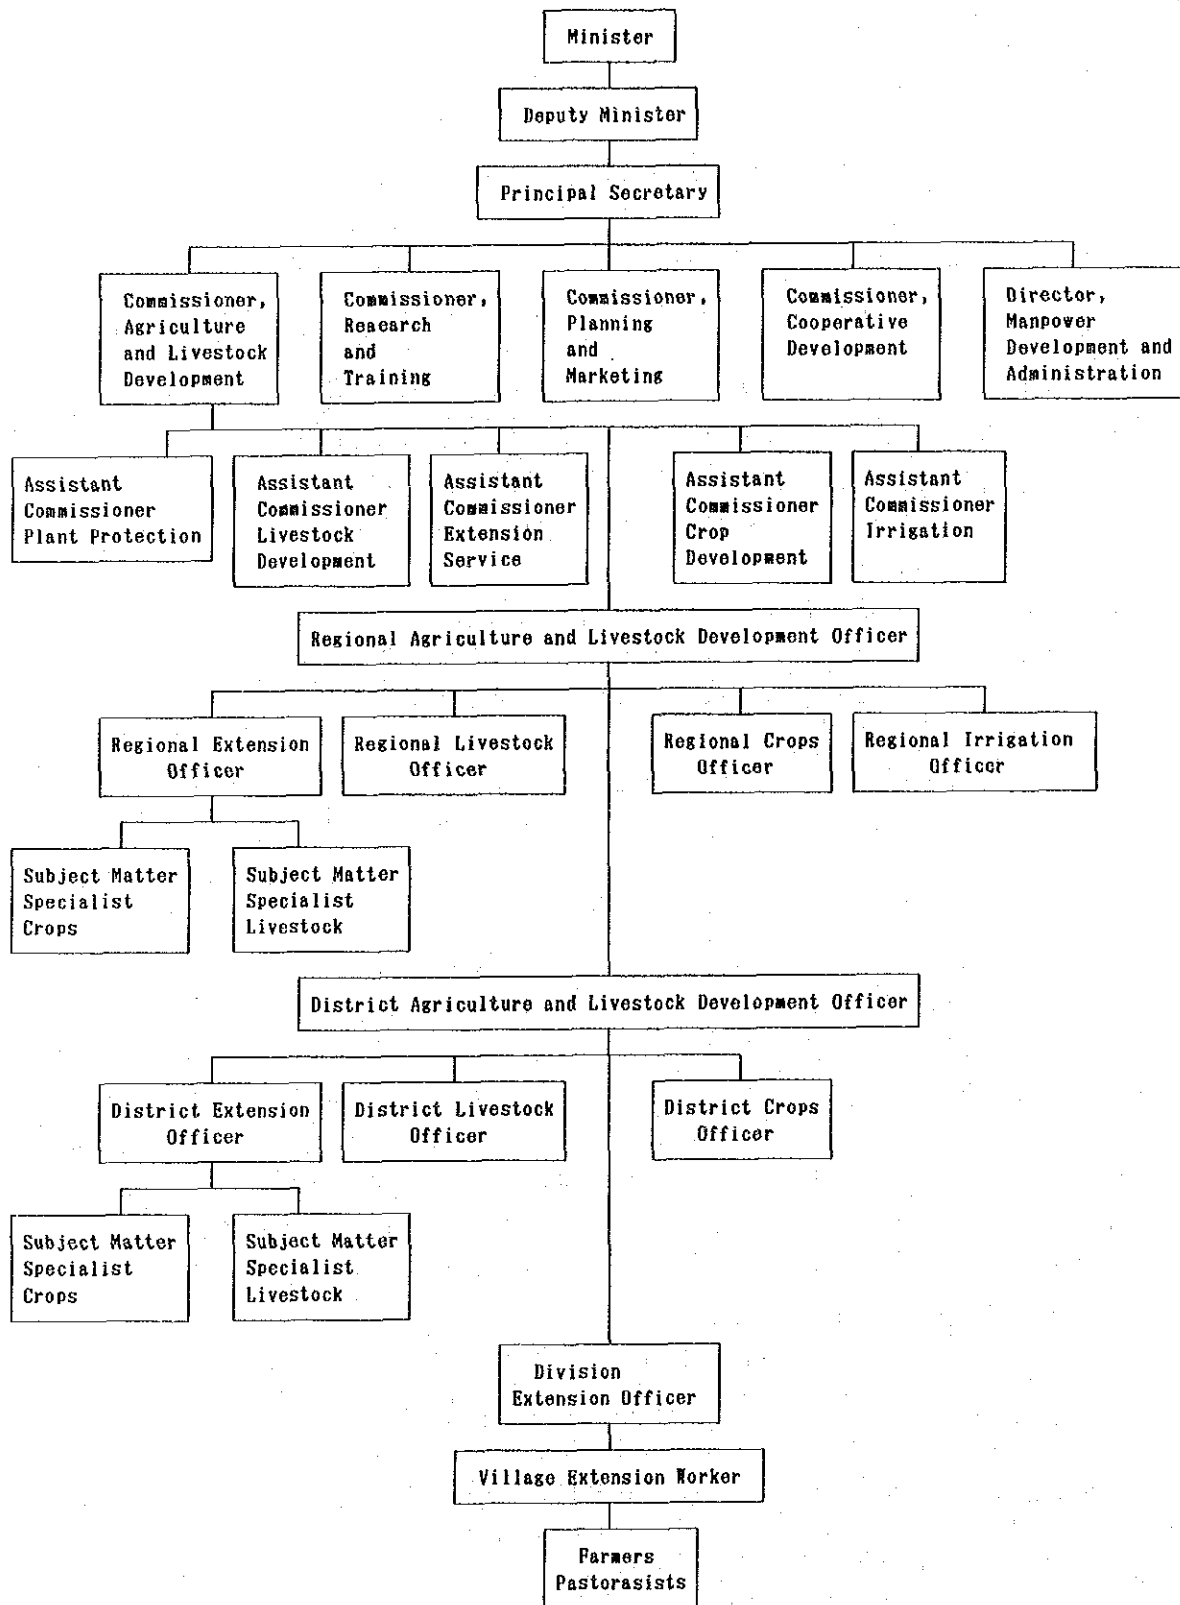 Minister
Deputy Minister
Principal Secretary
Commissioner,
Agriculture
and Livestock
Development
Commissioner,
Research
and
Training
Commissioner,
Planning
and
Marketing
Commissioner,
Cooperative
Development
Director,
Manpower
Development and
Administration
Assistant
Commissioner
Plant Protection
Assistant
Commissioner
Livestock
Development
Assistant
Commissioner
Extension
Service
Assistant
Commissioner
Crop
Development
Assistant
Commissioner
Irrigation
Regional Agriculture and Livestock Development Officer
Regional Extension
Officer
Regional Livestock
Officer
Regional Crops
Officer
Regional Irrigation
Officer
Subject Matter
Specialist
Crops
Subject Matter
Specialist
Livestock
District Agriculture and Livestock Development Officer
District Extension
Officer
District Livestock
Officer
District Crops
Officer
Subject Matter
Specialist
Crops
Subject Matter
Specialist
Livestock
Division
Extension Officer
Village Extension Worker
Farmers
Pastorasists